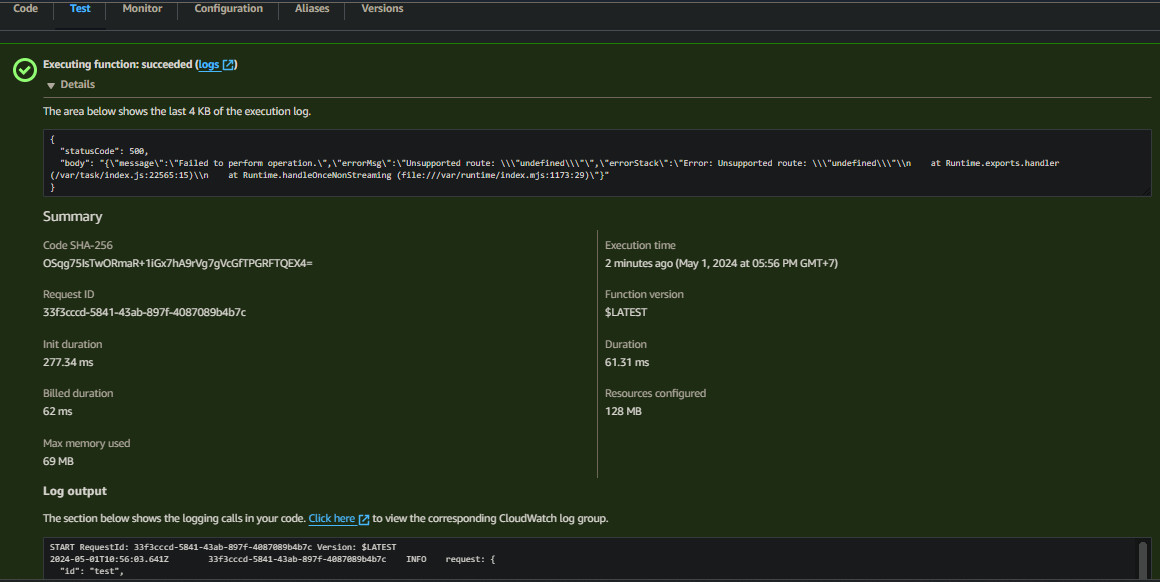 Code Test Monitor Configuration Aliases Versions
Executing function: succeeded (logs)
Details
The area below shows the last 4 KB of the execution log.
{
"statusCode": 500,
"body": "{\"message\":\"Failed to perform operation.\",\"errorMsg\":\"Unsupported route: \\\"undefined\\\"\",\"errorStack\":\"Error: Unsupported route: \\\"undefined\\\"\\n    at Runtime.exports.handler
(/var/task/index.js:22565:15)\\n    at Runtime.handleOnceNonStreaming (file:///var/runtime/index.mjs:1173:29)\"}"
}
Summary
Code SHA-256
OSqg75IsTwORmaR+1iGx7hA9rVg7gVcGfTPGRFTQEX4=
Execution time
2 minutes ago (May 1, 2024 at 05:56 PM GMT+7)
Request ID
33f3cccd-5841-43ab-897f-4087089b4b7c
Function version
$LATEST
Init duration
277.34 ms
Duration
61.31 ms
Billed duration
62 ms
Resources configured
128 MB
Max memory used
69 MB
Log output
The section below shows the logging calls in your code. Click here to view the corresponding CloudWatch log group.
START RequestId: 33f3cccd-5841-43ab-897f-4087089b4b7c Version: $LATEST
2024-05-01T10:56:03.641Z 33f3cccd-5841-43ab-897f-4087089b4b7c INFO request: {
"id": "test",